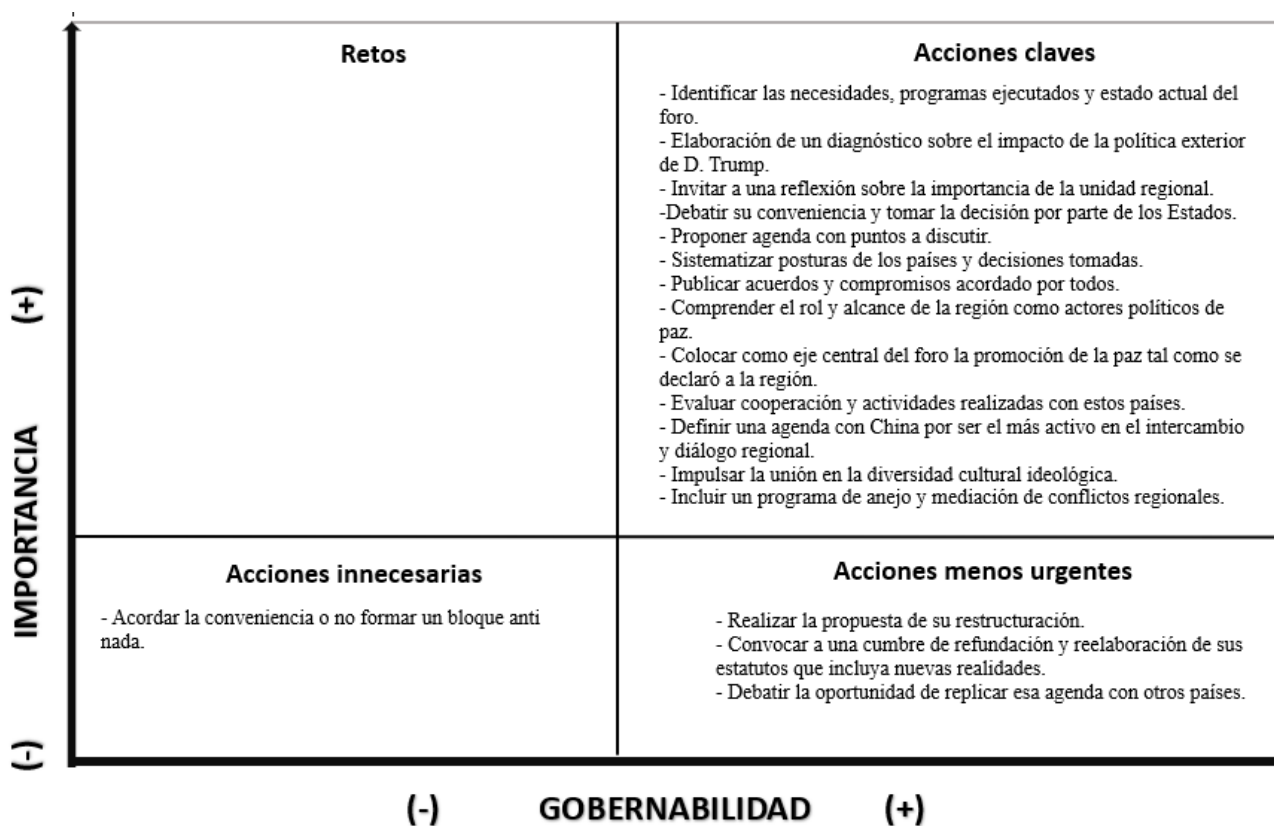 Retos
Acciones claves
- Identificar las necesidades, programas ejecutados y estado actual del
foro.
- Elaboración de un diagnóstico sobre el impacto de la política exterior
de D. Trump.
- Invitar a una reflexión sobre la importancia de la unidad regional.
-Debatir su conveniencia y tomar la decisión por parte de los Estados.
- Proponer agenda con puntos a discutir.
- Sistematizar posturas de los países y decisiones tomadas.
- Publicar acuerdos y compromisos acordado por todos.
- Comprender el rol y alcance de la región como actores políticos de
paz.
- Colocar como eje central del foro la promoción de la paz tal como se
declaró a la región.
- Evaluar cooperación y actividades realizadas con estos países.
- Definir una agenda con China por ser el más activo en el intercambio
y diálogo regional.
- Impulsar la unión en la diversidad cultural ideológica.
- Incluir un programa de anejo y mediación de conflictos regionales.
Acciones innecesarias
- Acordar la conveniencia o no formar un bloque anti
nada.
Acciones menos urgentes
- Realizar la propuesta de su restructuración.
- Convocar a una cumbre de refundación y reelaboración de sus
estatutos que incluya nuevas realidades.
- Debatir la oportunidad de replicar esa agenda con otros países.
(-) IMPORTANCIA (+)
(-) GOBERNABILIDAD (+)